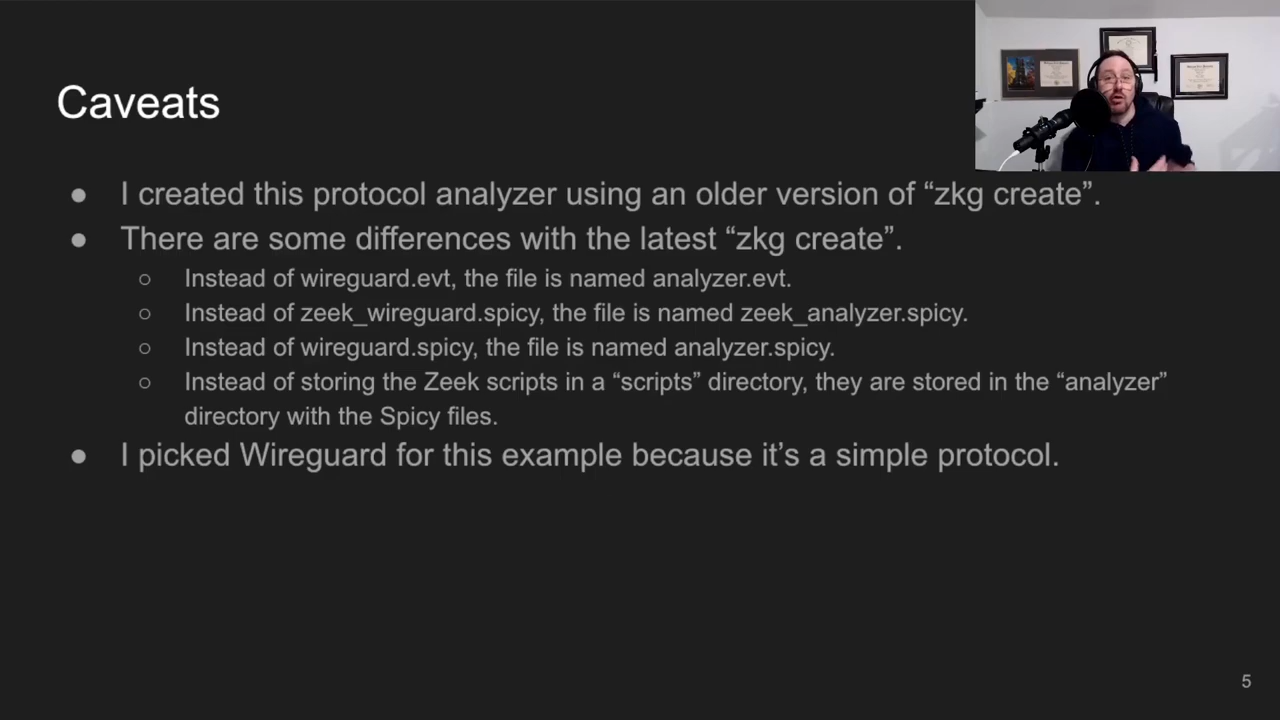 Caveats
● I created this protocol analyzer using an older version of “zkg create”.
● There are some differences with the latest “zkg create”.
○ Instead of wireguard.evt, the file is named analyzer.evt.
○ Instead of zeek_wireguard.spicy, the file is named zeek_analyzer.spicy.
○ Instead of wireguard.spicy, the file is named analyzer.spicy.
○ Instead of storing the Zeek scripts in a “scripts” directory, they are stored in the “analyzer”
directory with the Spicy files.
● I picked Wireguard for this example because it’s a simple protocol.
5